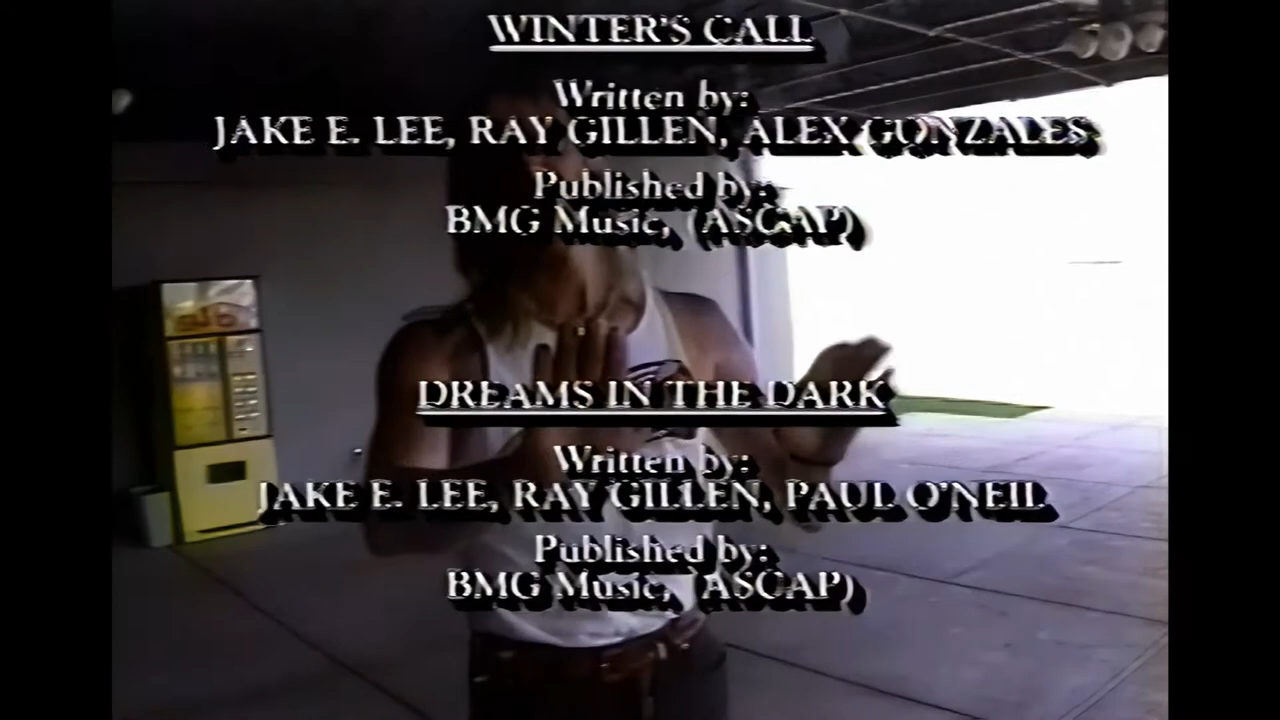 WINTER'S CALL
Written by:
JAKE E. LEE, RAY GILLEN, ALEX GONZALES
Published by:
BMG Music, (ASCAP)
DREAMS IN THE DARK
Written by:
JAKE E. LEE, RAY GILLEN, PAUL O'NEIL
Published by:
BMG Music, (ASCAP)